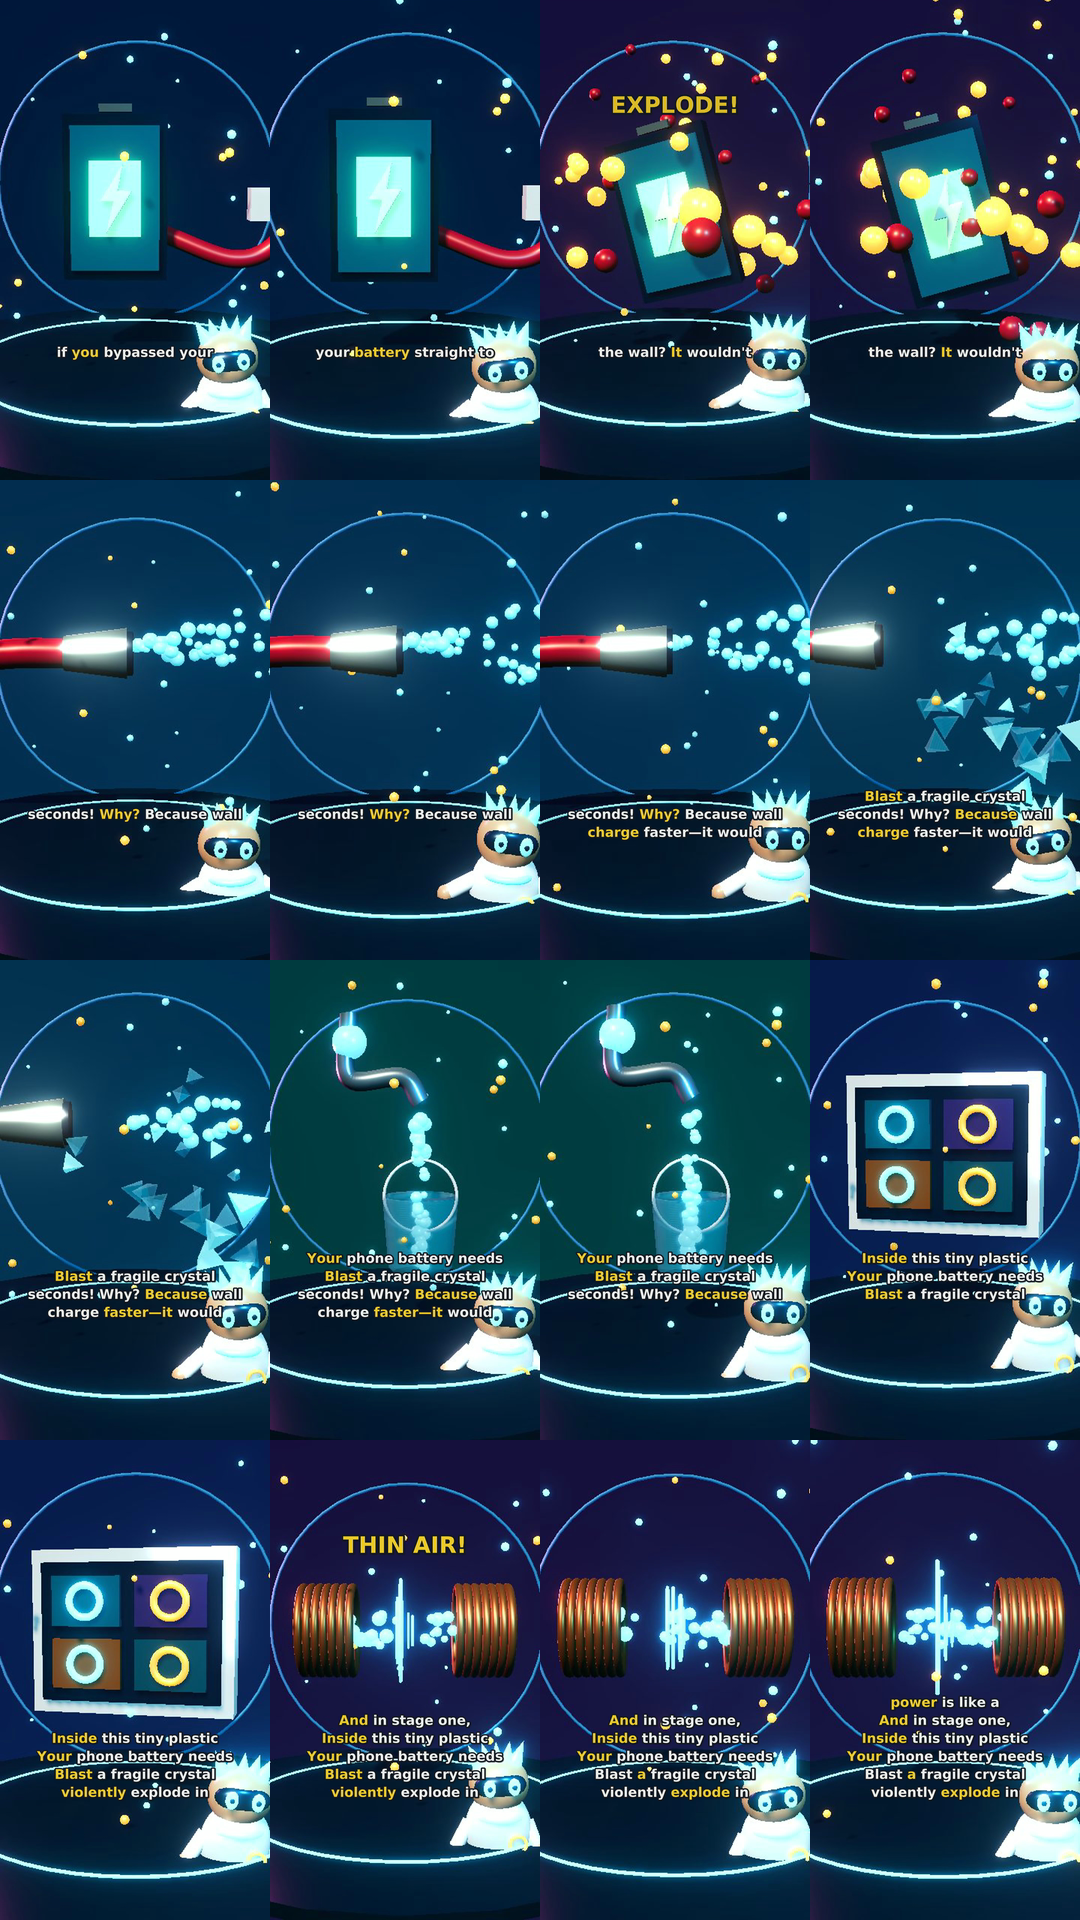 if you bypassed your
your battery straight to
EXPLODE!
the wall? It wouldn't
the wall? It wouldn't
seconds! Why? Because wall
seconds! Why? Because wall
seconds! Why? Because wall
charge faster—it would
Blast a fragile crystal
seconds! Why? Because wall
charge faster—it would
Blast a fragile crystal
seconds! Why? Because wall
charge faster—it would
Your phone battery needs
Blast a fragile crystal
seconds! Why? Because wall
charge faster—it would
Your phone battery needs
Blast a fragile crystal
seconds! Why? Because wall
Inside this tiny plastic
Your phone battery needs
Blast a fragile crystal
Inside this tiny plastic
Your phone battery needs
Blast a fragile crystal
violently explode in
THIN AIR!
And in stage one,
Inside this tiny plastic
Your phone battery needs
Blast a fragile crystal
violently explode in
And in stage one,
Inside this tiny plastic
Your phone battery needs
Blast a fragile crystal
violently explode in
power is like a
And in stage one,
Inside this tiny plastic
Your phone battery needs
Blast a fragile crystal
violently explode in